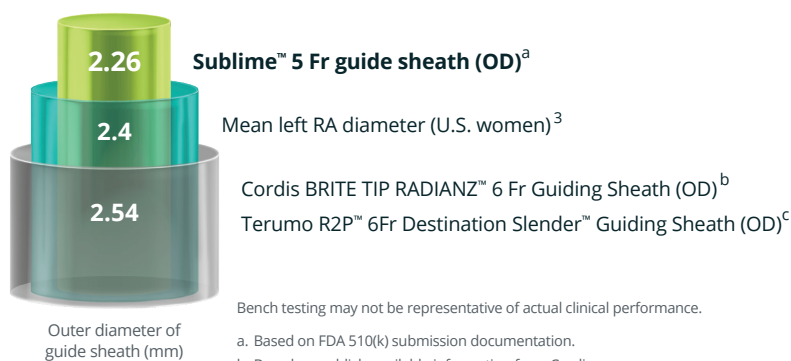 2.26
Sublime™ 5 Fr guide sheath (OD)ᵃ
2.4
Mean left RA diameter (U.S. women)³
2.54
Cordis BRITE TIP RADIANZ™ 6 Fr Guiding Sheath (OD)ᵇ
Terumo R2P™ 6Fr Destination Slender™ Guiding Sheath (OD)ᶜ
Outer diameter of
guide sheath (mm)
Bench testing may not be representative of actual clinical performance.
a. Based on FDA 510(k) submission documentation.